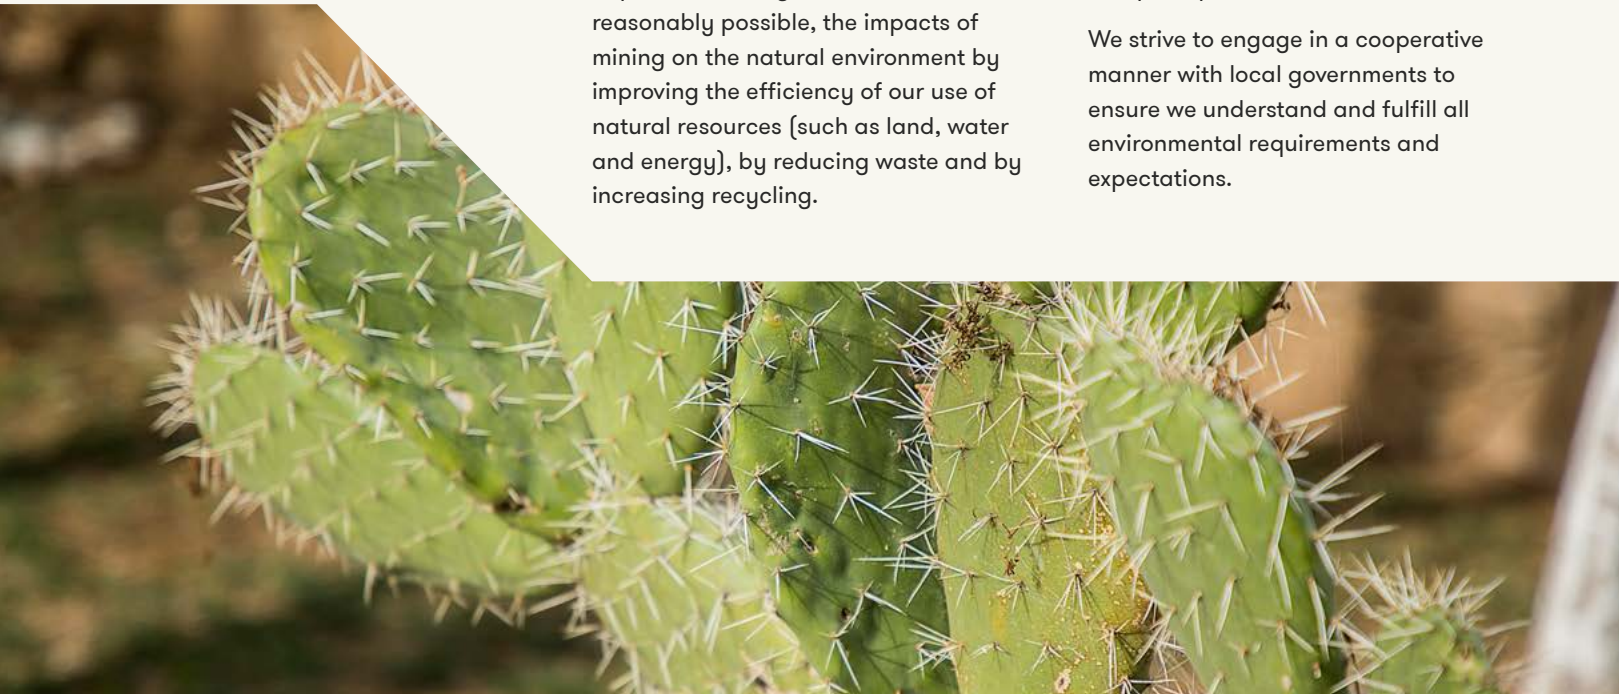 reasonably possible, the impacts of
mining on the natural environment by
improving the efficiency of our use of
natural resources (such as land, water
and energy), by reducing waste and by
increasing recycling.
We strive to engage in a cooperative
manner with local governments to
ensure we understand and fulfill all
environmental requirements and
expectations.